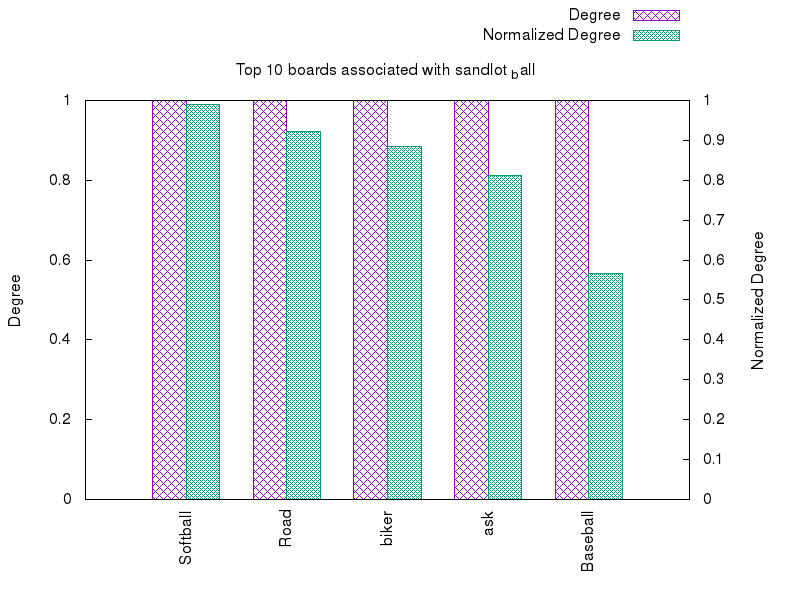 Degree
Normalized Degree
Top 10 boards associated with sandlot ball
1 1
0.9
0.8 0.8
0.7
0.6 0.6
0.5
0.4 0.4
0.3
0.2 0.2
0.1
0 0
Degree
Normalized Degree
Softball
Road
biker
ask
Baseball